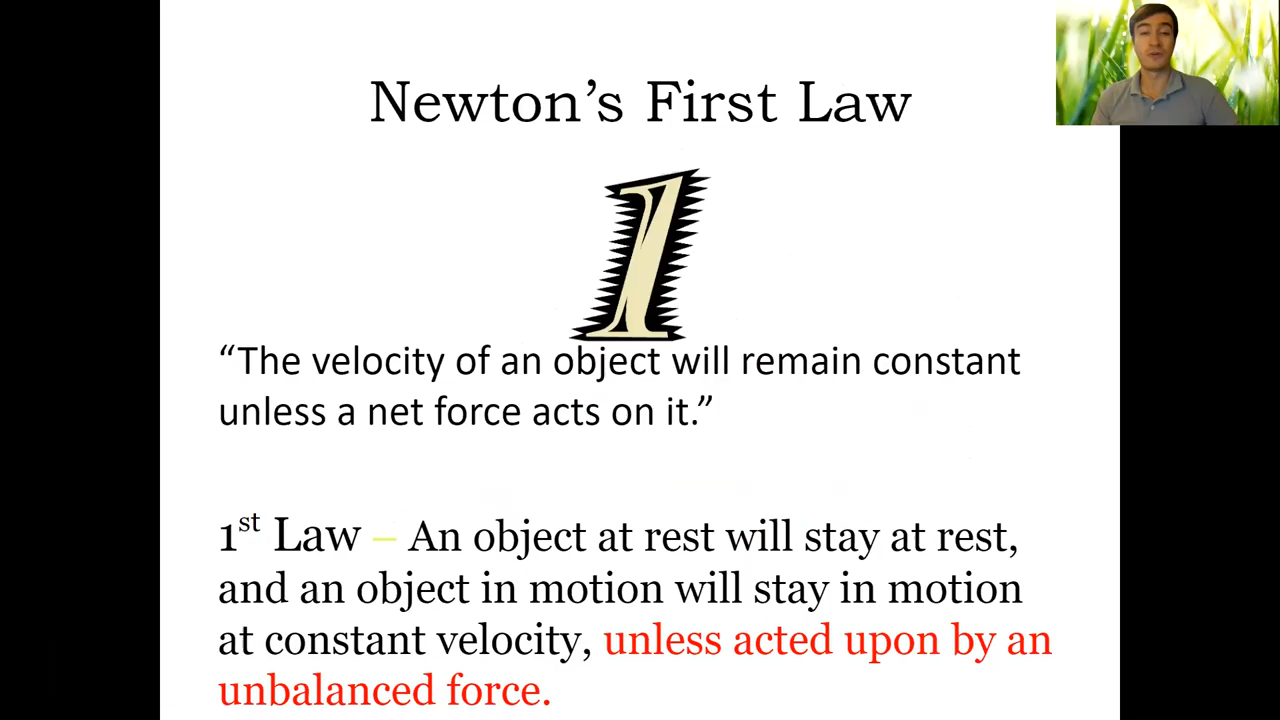 Newton’s First Law
1
“The velocity of an object will remain constant
unless a net force acts on it.”
1st Law – An object at rest will stay at rest,
and an object in motion will stay in motion
at constant velocity, unless acted upon by an
unbalanced force.